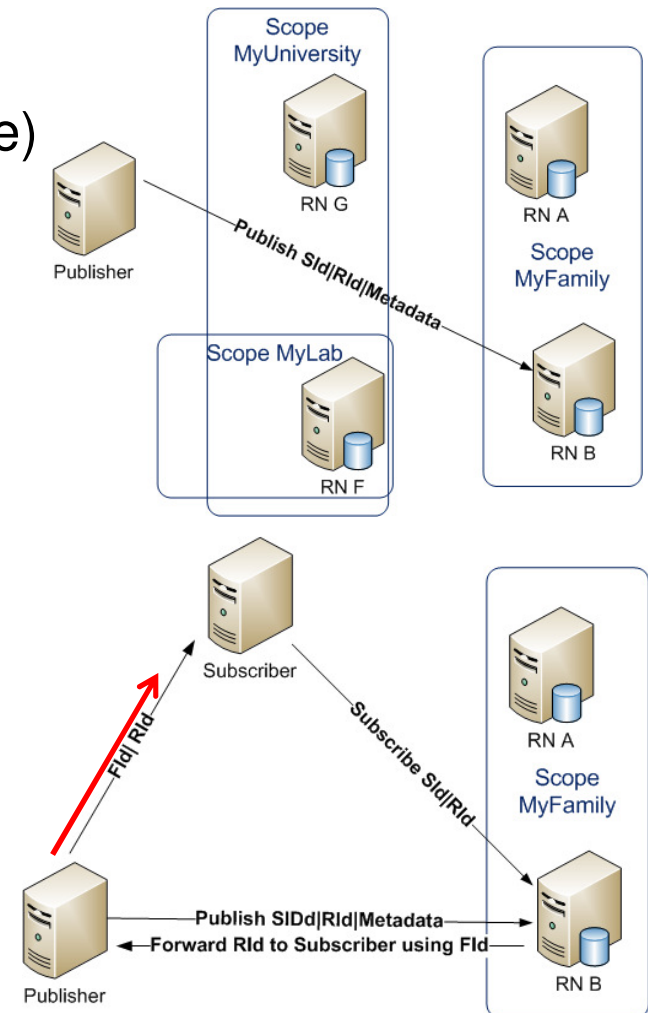 Scope
MyUniversity
e)
RN G
RN A
Publisher
Publish SId|RId|Metadata
Scope
MyFamily
Scope MyLab
RN F
RN B
Subscriber
FId| RId
Subscribe SId|RId
RN A
Scope
MyFamily
Publish SIDd|RId|Metadata
Forward RId to Subscriber using FId
Publisher
RN B